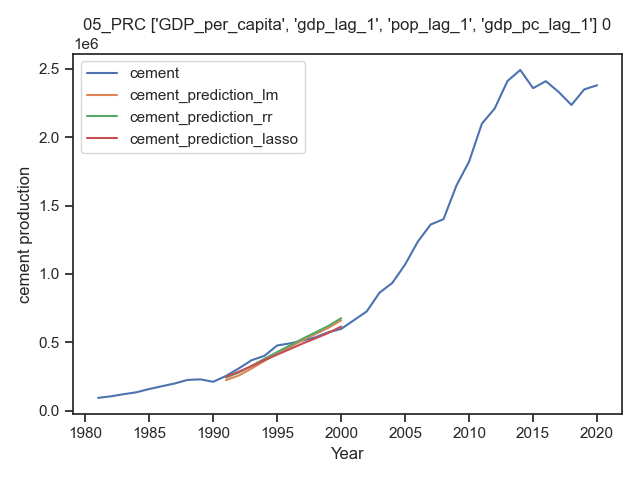 05_PRC ['GDP_per_capita', 'gdp_lag_1', 'pop_lag_1', 'gdp_pc_lag_1'] 0
1e6
cement
cement_prediction_lm
cement_prediction_rr
cement_prediction_lasso
2.5
2.0
1.5
1.0
0.5
0.0
cement production
1980 1985 1990 1995 2000 2005 2010 2015 2020
Year